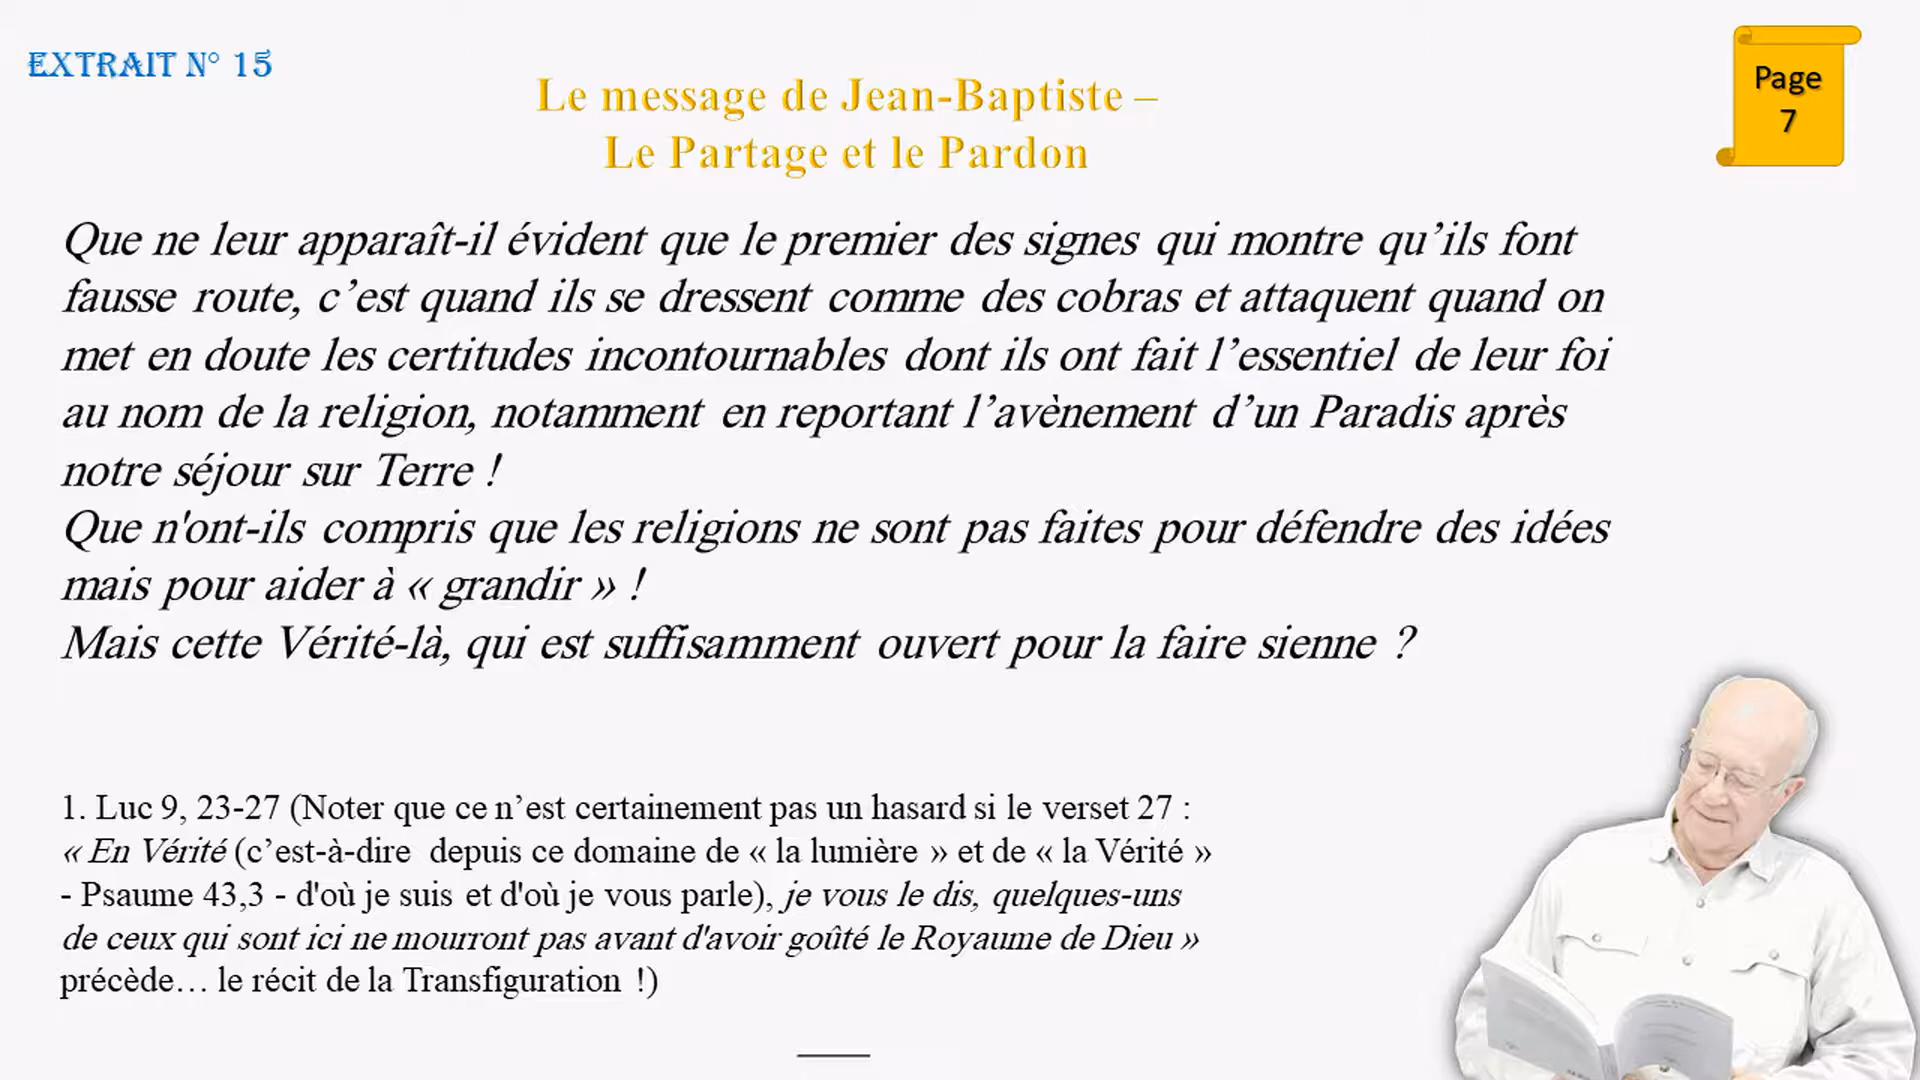 EXTRAIT N° 15
Le message de Jean-Baptiste –
Le Partage et le Pardon
Page
7
Que ne leur apparaît-il évident que le premier des signes qui montre qu’ils font
fausse route, c’est quand ils se dressent comme des cobras et attaquent quand on
met en doute les certitudes incontournables dont ils ont fait l’essentiel de leur foi
au nom de la religion, notamment en reportant l’avènement d’un Paradis après
notre séjour sur Terre !
Que n'ont-ils compris que les religions ne sont pas faites pour défendre des idées
mais pour aider à « grandir » !
Mais cette Vérité-là, qui est suffisamment ouvert pour la faire sienne ?
1. Luc 9, 23-27 (Noter que ce n’est certainement pas un hasard si le verset 27 :
« En Vérité (c’est-à-dire depuis ce domaine de « la lumière » et de « la Vérité »
- Psaume 43,3 - d'où je suis et d'où je vous parle), je vous le dis, quelques-uns
de ceux qui sont ici ne mourront pas avant d'avoir goûté le Royaume de Dieu »
précède… le récit de la Transfiguration !)